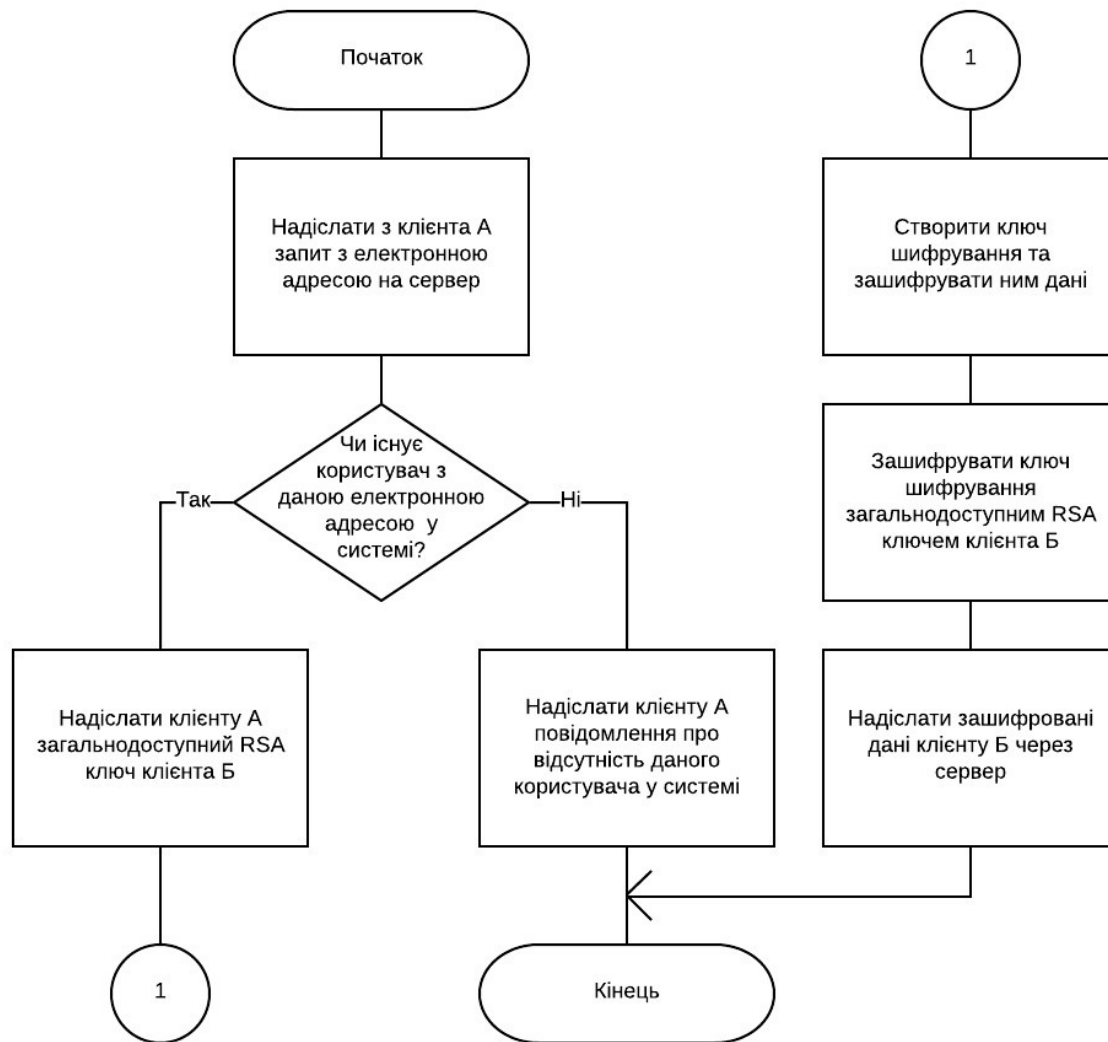 Початок
Надіслати з клієнта А
запит з електронною
адресою на сервер
Чи існує
користувач з
даною електронною
адресою у
системі?
Так
Ні
Надіслати клієнту А
загальнодоступний RSA
ключ клієнта Б
1
Надіслати клієнту А
повідомлення про
відсутність даного
користувача у системі
1
Створити ключ
шифрування та
зашифрувати ним дані
Зашифрувати ключ
шифрування
загальнодоступним RSA
ключем клієнта Б
Надіслати зашифровані
дані клієнту Б через
сервер
Кінець